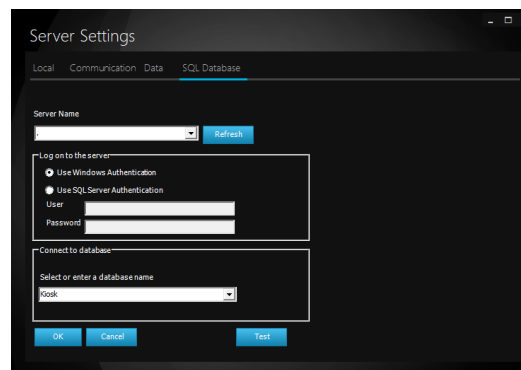 Server Settings
Local Communication Data SQL Database
Server Name
.
Refresh
Log on to the server
Use Windows Authentication
Use SQL Server Authentication
User
Password
Connect to database
Select or enter a database name
Kiosk
OK Cancel Test